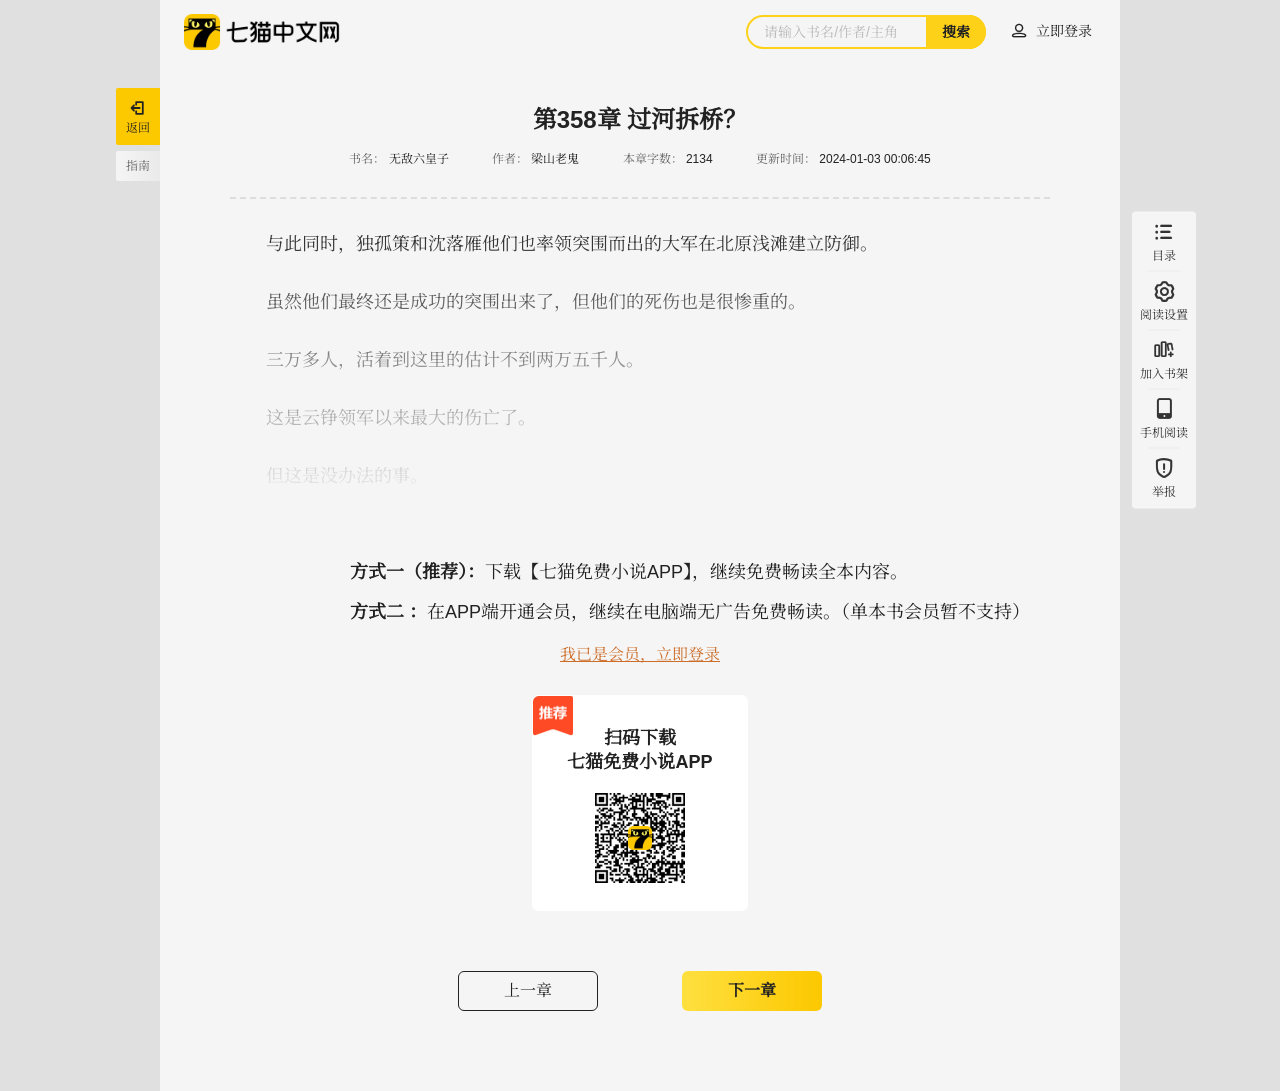 七猫中文网
请输入书名/作者/主角
搜索
立即登录
返回
指南
第358章 过河拆桥？
书名： 无敌六皇子 作者： 梁山老鬼 本章字数： 2134 更新时间： 2024-01-03 00:06:45
与此同时，独孤策和沈落雁他们也率领突围而出的大军在北原浅滩建立防御。
虽然他们最终还是成功的突围出来了，但他们的死伤也是很惨重的。
三万多人，活着到这里的估计不到两万五千人。
这是云铮领军以来最大的伤亡了。
但这是没办法的事。
目录
阅读设置
加入书架
手机阅读
举报
方式一（推荐）：下载【七猫免费小说APP】，继续免费畅读全本内容。
方式二 ：在APP端开通会员，继续在电脑端无广告免费畅读。（单本书会员暂不支持）
我已是会员，立即登录
推荐
扫码下载
七猫免费小说APP
上一章
下一章